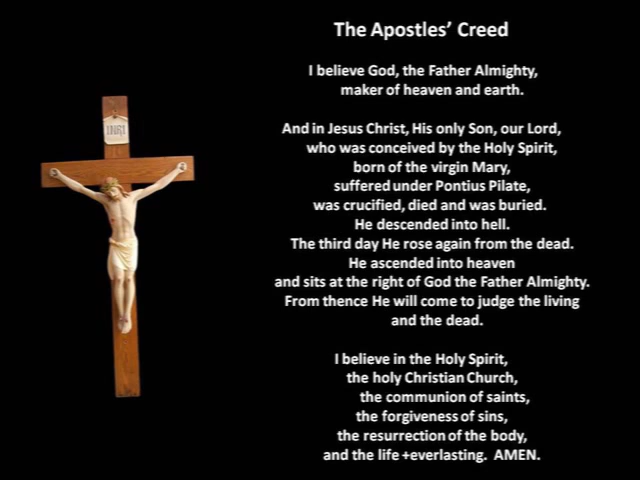 The Apostles’ Creed
I believe God, the Father Almighty,
maker of heaven and earth.
INRI
And in Jesus Christ, His only Son, our Lord,
who was conceived by the Holy Spirit,
born of the virgin Mary,
suffered under Pontius Pilate,
was crucified, died and was buried.
He descended into hell.
The third day He rose again from the dead.
He ascended into heaven
and sits at the right of God the Father Almighty.
From thence He will come to judge the living
and the dead.
I believe in the Holy Spirit,
the holy Christian Church,
the communion of saints,
the forgiveness of sins,
the resurrection of the body,
and the life +everlasting. AMEN.